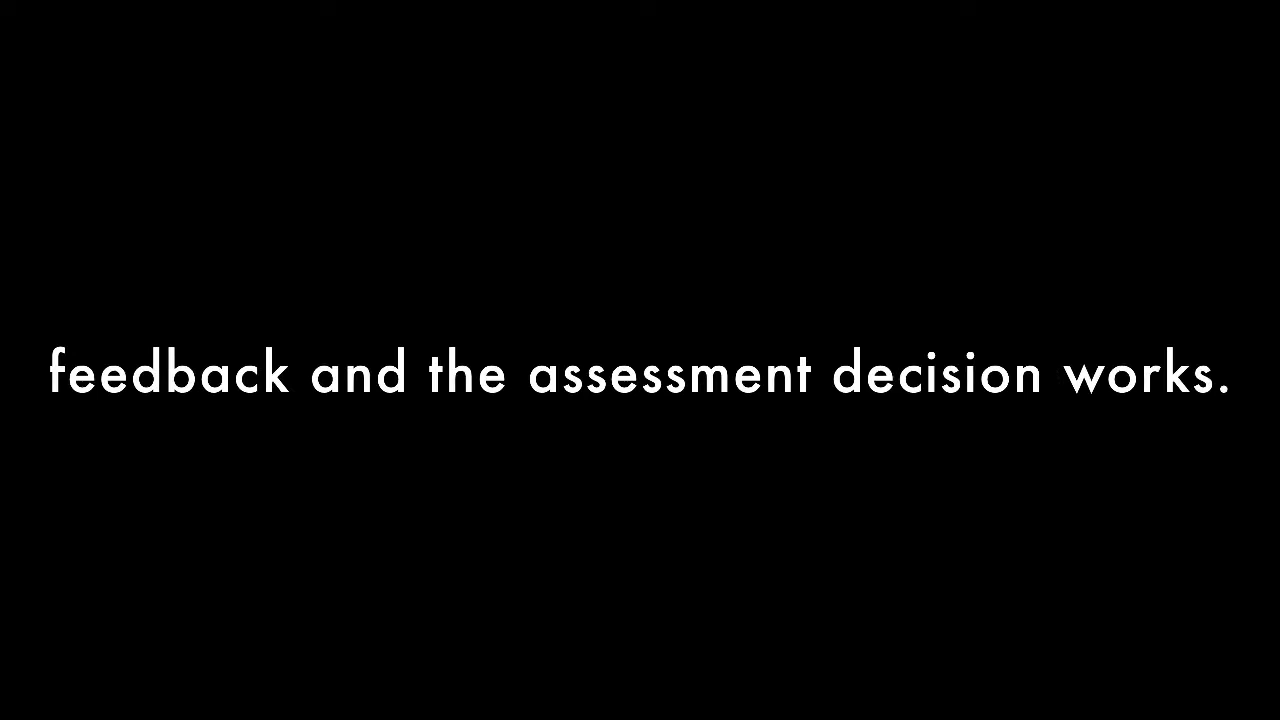 feedback and the assessment decision works.